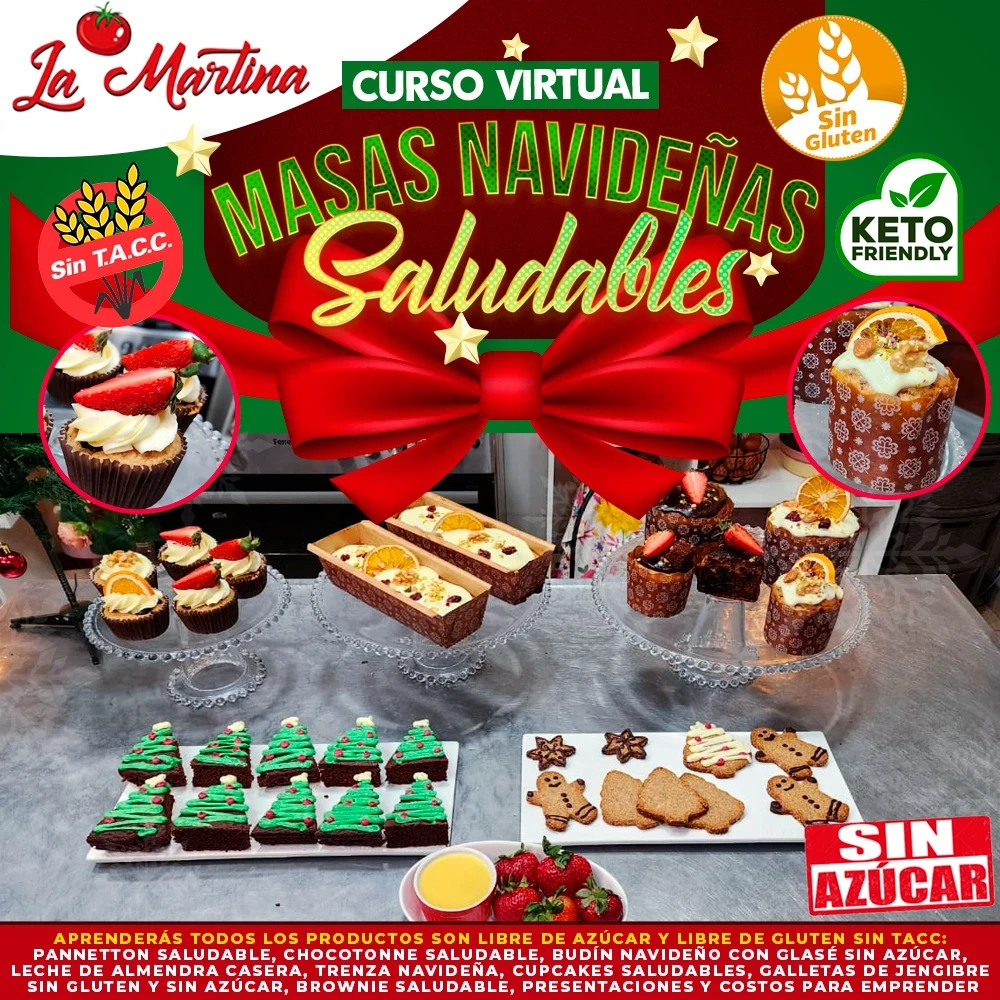 La Martina
CURSO VIRTUAL
Sin
Gluten
MASAS NAVIDEÑAS
Saludables
Sin T.A.C.C.
KETO
FRIENDLY
SIN
AZÚCAR
APRENDERÁS TODOS LOS PRODUCTOS SON LIBRE DE AZÚCAR Y LIBRE DE GLUTEN SIN TACC:
PANNETTON SALUDABLE, CHOCOTONNE SALUDABLE, BUDÍN NAVIDEÑO CON GLASÉ SIN AZÚCAR,
LECHE DE ALMENDRA CASERA, TRENZA NAVIDEÑA, CUPCAKES SALUDABLES, GALLETAS DE JENGIBRE
SIN GLUTEN Y SIN AZÚCAR, BROWNIE SALUDABLE, PRESENTACIONES Y COSTOS PARA EMPRENDER